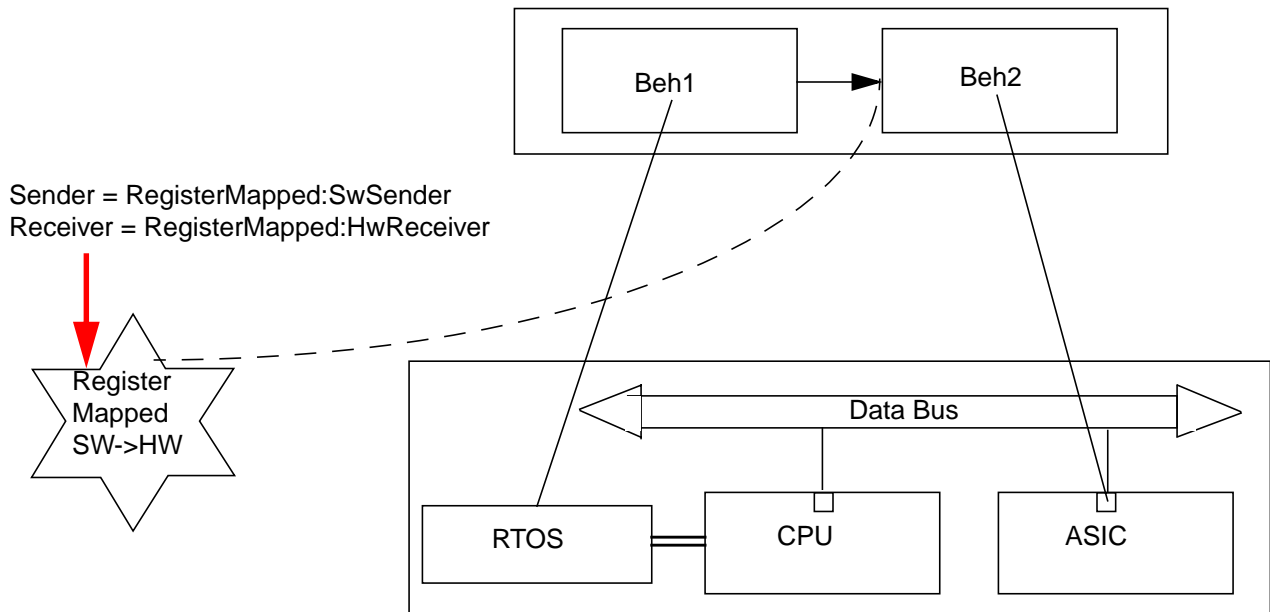 Beh1
Beh2
Sender = RegisterMapped:SwSender
Receiver = RegisterMapped:HwReceiver
Register
Mapped
SW->HW
Data Bus
RTOS
CPU
ASIC